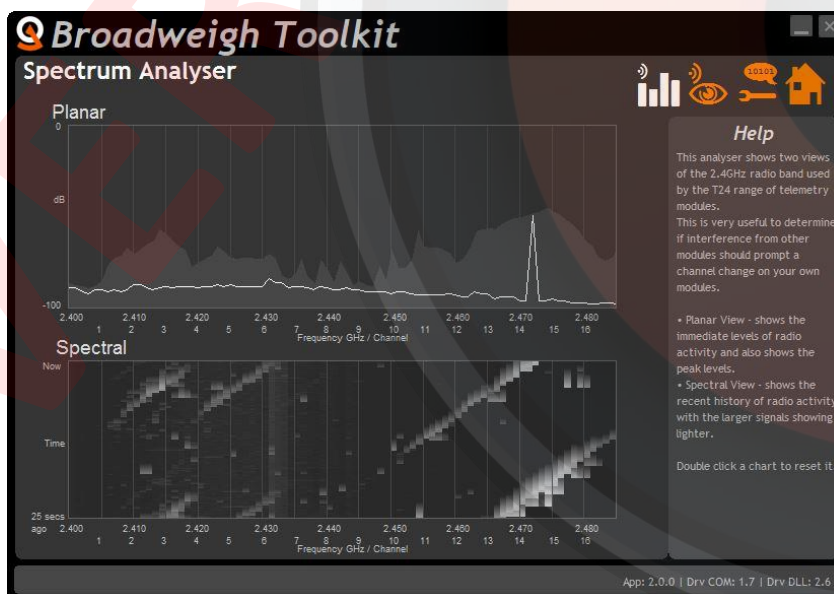 Broadweigh Toolkit
Spectrum Analyser
10101
Planar
0
dB
-100
2.400 2.410 2.420 2.430 2.440 2.450 2.460 2.470 2.480
1 2 3 4 5 6 7 8 9 10 11 12 13 14 15 16
Frequency GHz / Channel
Spectral
Now
Time
25 secs
ago 2.400 2.410 2.420 2.430 2.440 2.450 2.460 2.470 2.480
1 2 3 4 5 6 7 8 9 10 11 12 13 14 15 16
Frequency GHz / Channel
Help
This analyser shows two views
of the 2.4GHz radio band used
by the T24 range of telemetry
modules.
This is very useful to determine
if interference from other
modules should prompt a
channel change on your own
modules.
• Planar View - shows the
immediate levels of radio
activity and also shows the
peak levels.
• Spectral View - shows the
recent history of radio activity
with the larger signals showing
lighter.
Double click a chart to reset it
App: 2.0.0 | Drv COM: 1.7 | Drv DLL: 2.6